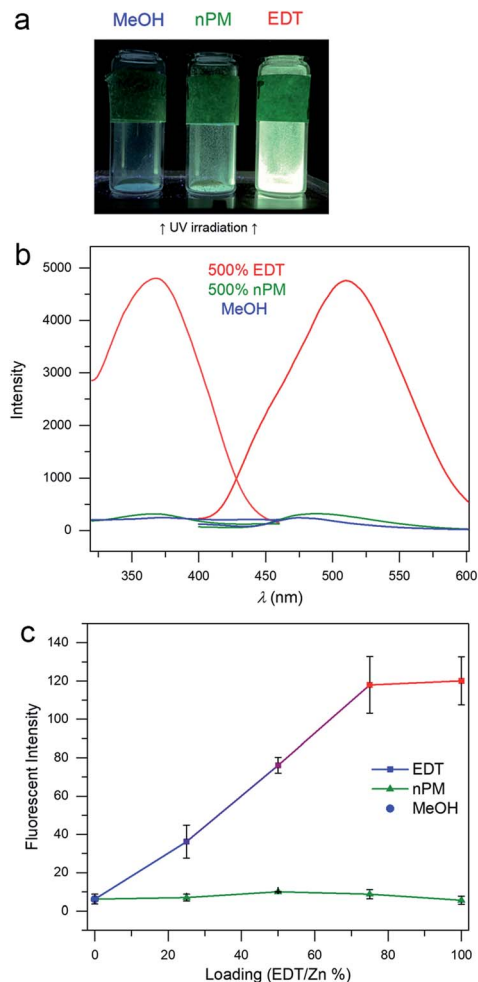 a
MeOH nPM EDT
↑ UV irradiation ↑
b
5000
4000
3000
2000
1000
0
Intensity
500% EDT
500% nPM
MeOH
350 400 450 500 550 600
λ (nm)
c
140
120
100
80
60
40
20
0
Fluorescent Intensity
EDT
nPM
MeOH
0 20 40 60 80 100
Loading (EDT/Zn %)